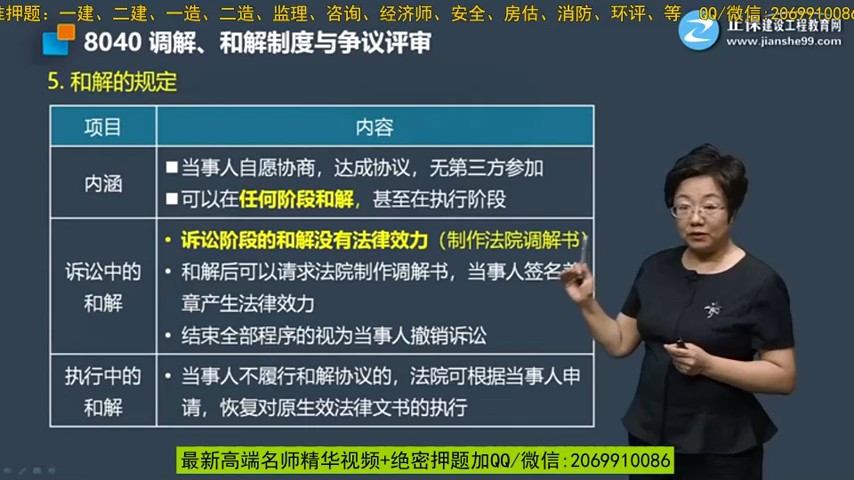 准押题：一建、二建、一造、二造、监理、咨询、经济师、安全、房估、消防、环评、等 QQ/微信:2069910086
正保建设工程教育网
www.jianshe99.com
8040 调解、和解制度与争议评审
5. 和解的规定
项目 内容
内涵
■当事人自愿协商，达成协议，无第三方参加
■可以在任何阶段和解，甚至在执行阶段
诉讼中的
和解
• 诉讼阶段的和解没有法律效力（制作法院调解书）
• 和解后可以请求法院制作调解书，当事人签名
章产生法律效力
• 结束全部程序的视为当事人撤销诉讼
执行中的
和解
• 当事人不履行和解协议的，法院可根据当事人申
请，恢复对原生效法律文书的执行
最新高端名师精华视频+绝密押题加QQ/微信:2069910086